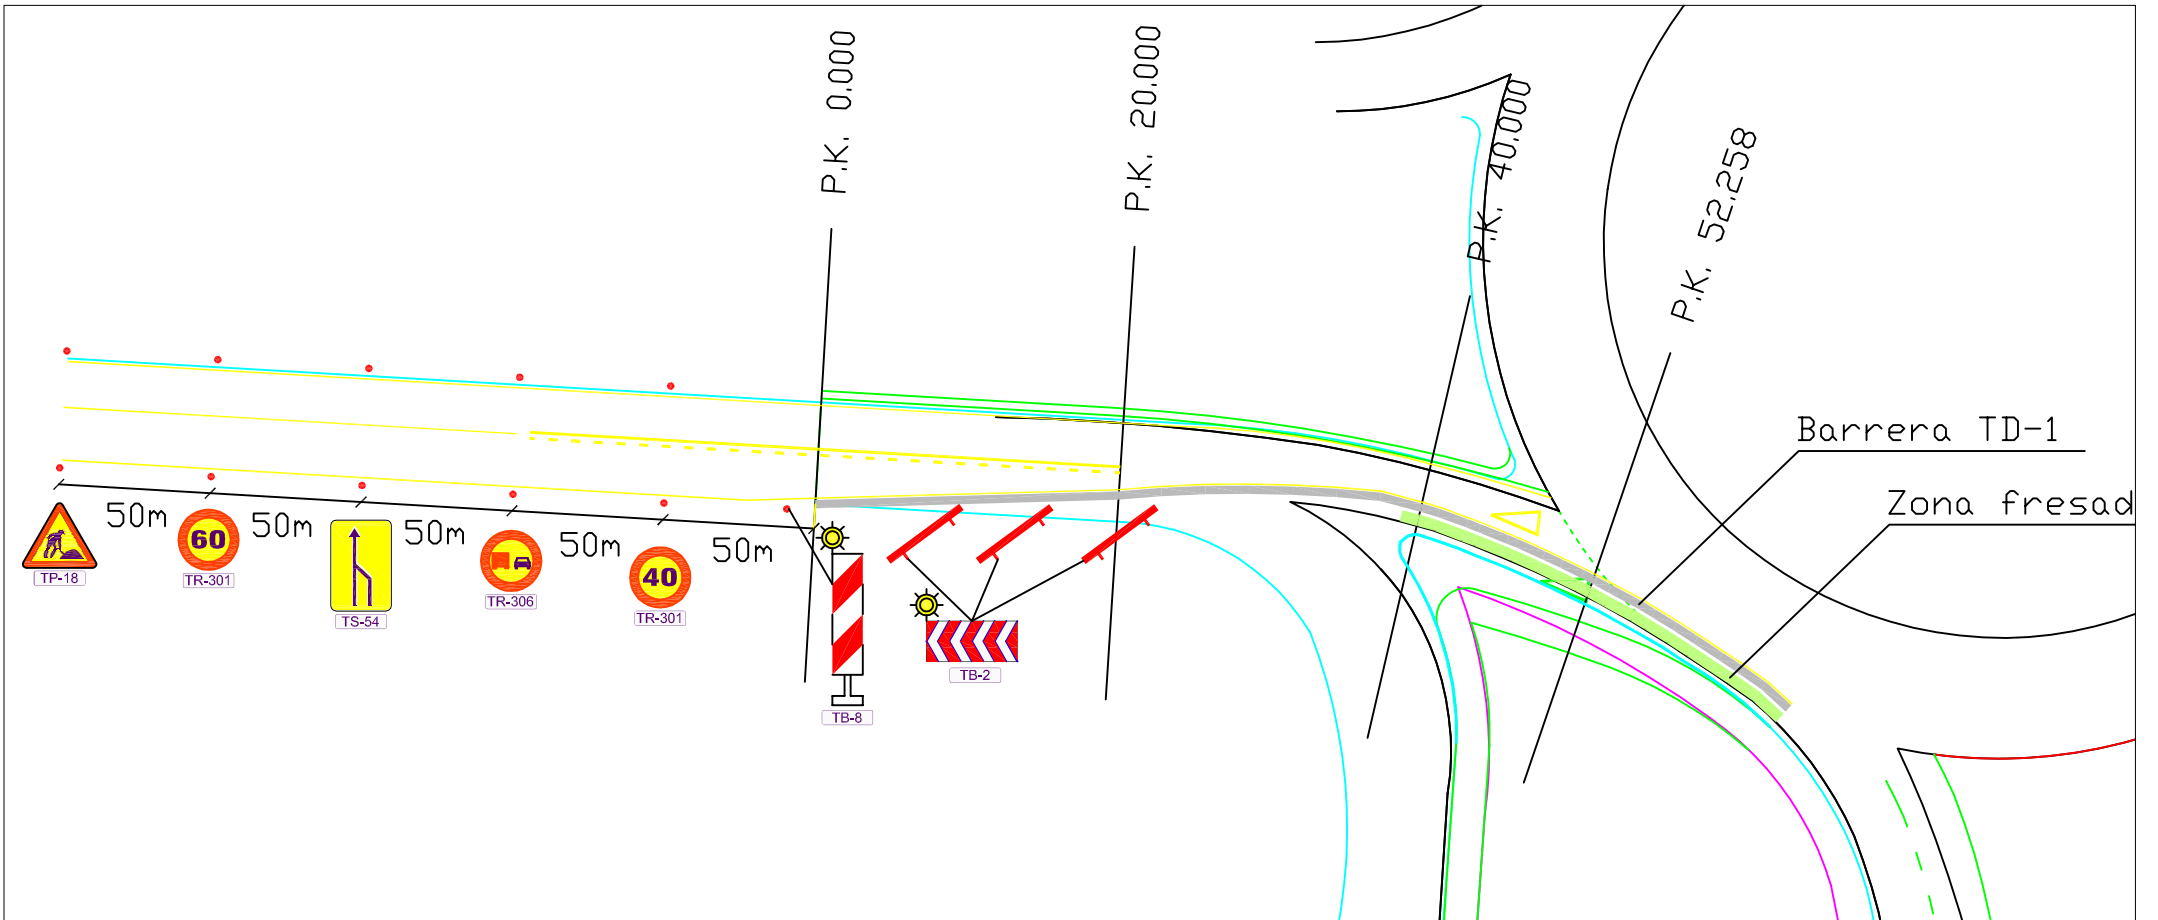 P.K. 0.000
P.K. 20.000
P.K. 40.000
P.K. 52.258
Barrera TD-1
Zona fresad
50m
50m
50m
50m
50m
60
40
TP-18
TR-301
TS-54
TR-306
TR-301
TB-8
TB-2